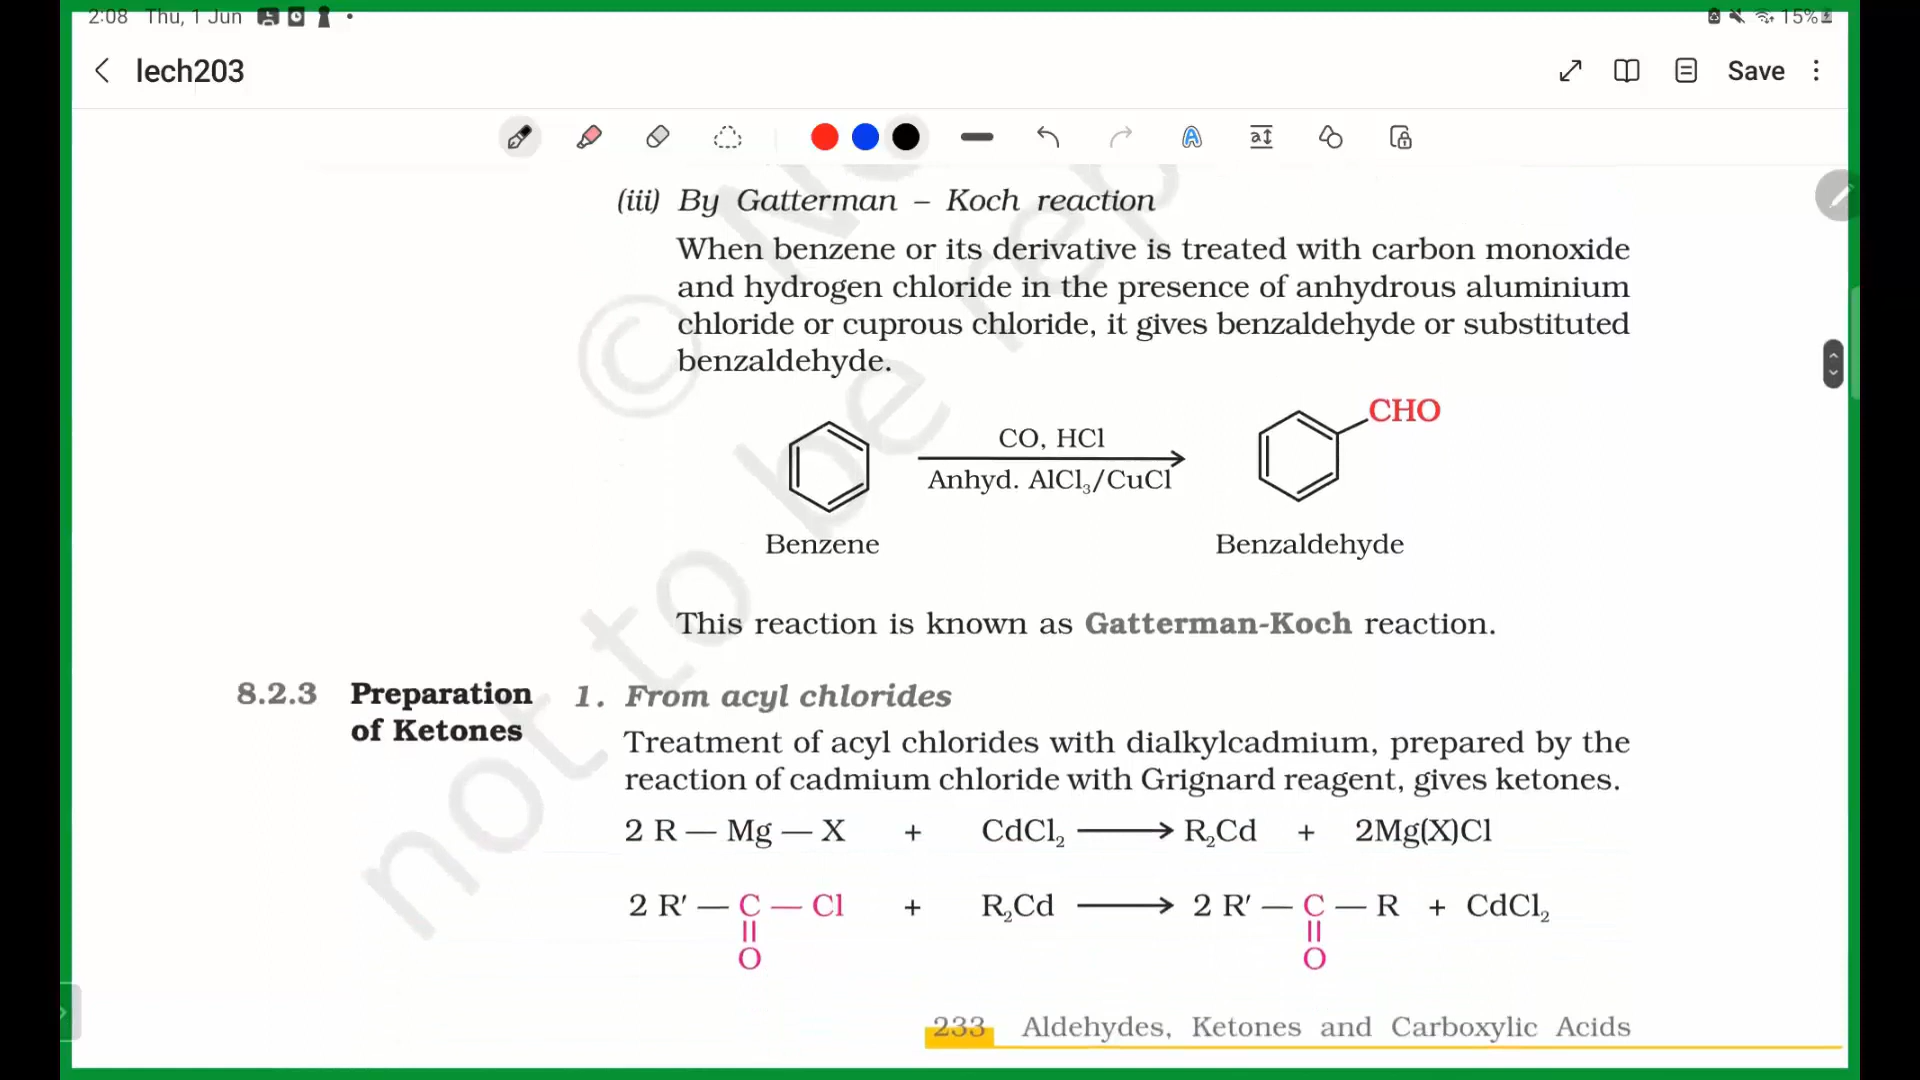 2:08 Thu, 1 Jun
15%
lech203
Save
(iii) By Gatterman – Koch reaction
When benzene or its derivative is treated with carbon monoxide
and hydrogen chloride in the presence of anhydrous aluminium
chloride or cuprous chloride, it gives benzaldehyde or substituted
benzaldehyde.
CHO
CO, HCl
Anhyd. AlCl₃/CuCl
Benzene
Benzaldehyde
This reaction is known as Gatterman-Koch reaction.
8.2.3 Preparation
of Ketones
1. From acyl chlorides
Treatment of acyl chlorides with dialkylcadmium, prepared by the
reaction of cadmium chloride with Grignard reagent, gives ketones.
2 R — Mg — X + CdCl₂ ⟶ R₂Cd + 2Mg(X)Cl
2 R′ — C — Cl + R₂Cd ⟶ 2 R′ — C — R + CdCl₂
O O
233 Aldehydes, Ketones and Carboxylic Acids
© 
not to be rep